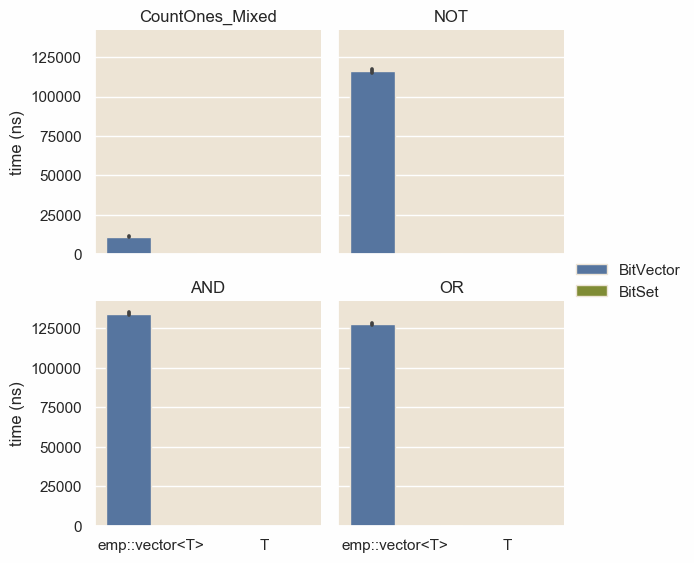 CountOnes_Mixed
NOT
time (ns)
125000
100000
75000
50000
25000
0
AND
OR
time (ns)
125000
100000
75000
50000
25000
0
emp::vector<T>
T
emp::vector<T>
T
BitVector
BitSet